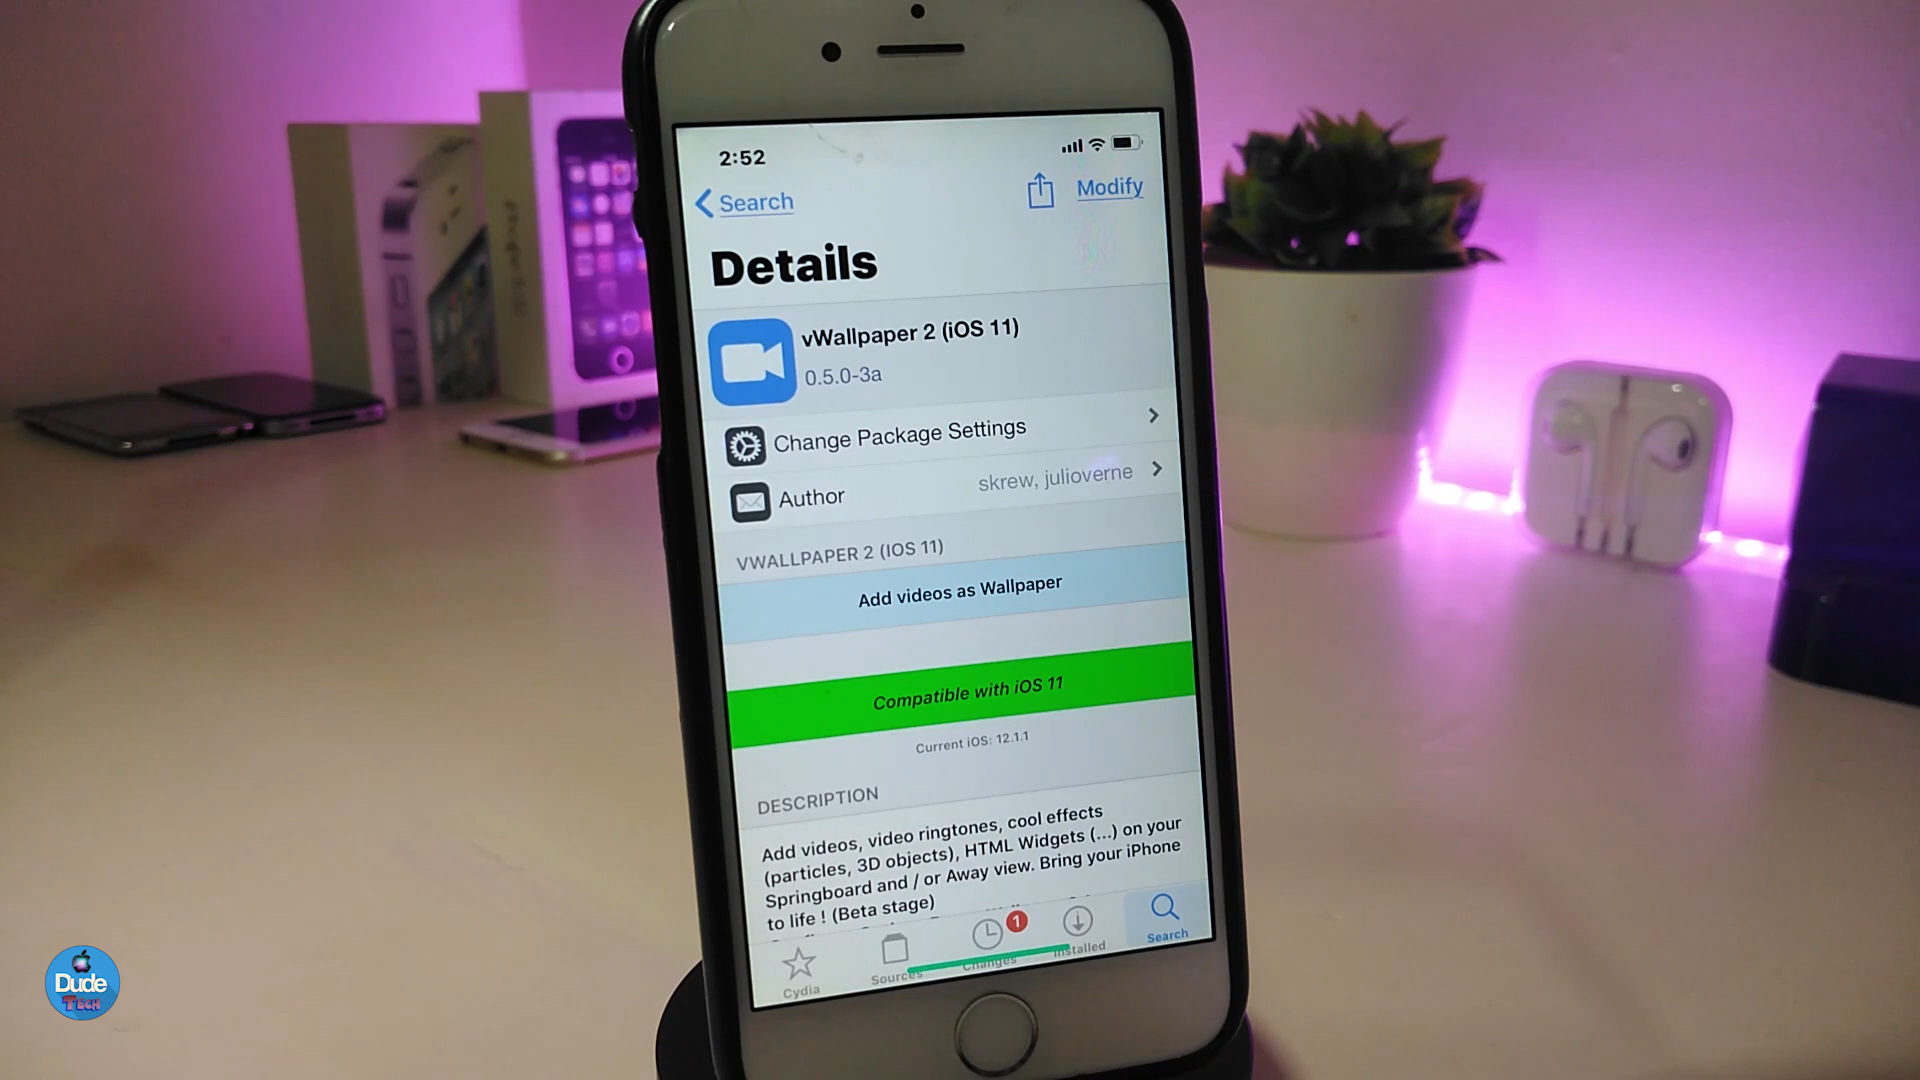 2:52
Search
Modify
Details
vWallpaper 2 (iOS 11)
0.5.0-3a
Change Package Settings
Author
skrew, julioverne
VWALLPAPER 2 (IOS 11)
Add videos as Wallpaper
Compatible with iOS 11
Current iOS: 12.1.1
DESCRIPTION
Add videos, video ringtones, cool effects
(particles, 3D objects), HTML Widgets (...) on your
Springboard and / or Away view. Bring your iPhone
to life ! (Beta stage)
1
Cydia
Sources
Changes
Installed
Search
Dude
TECH